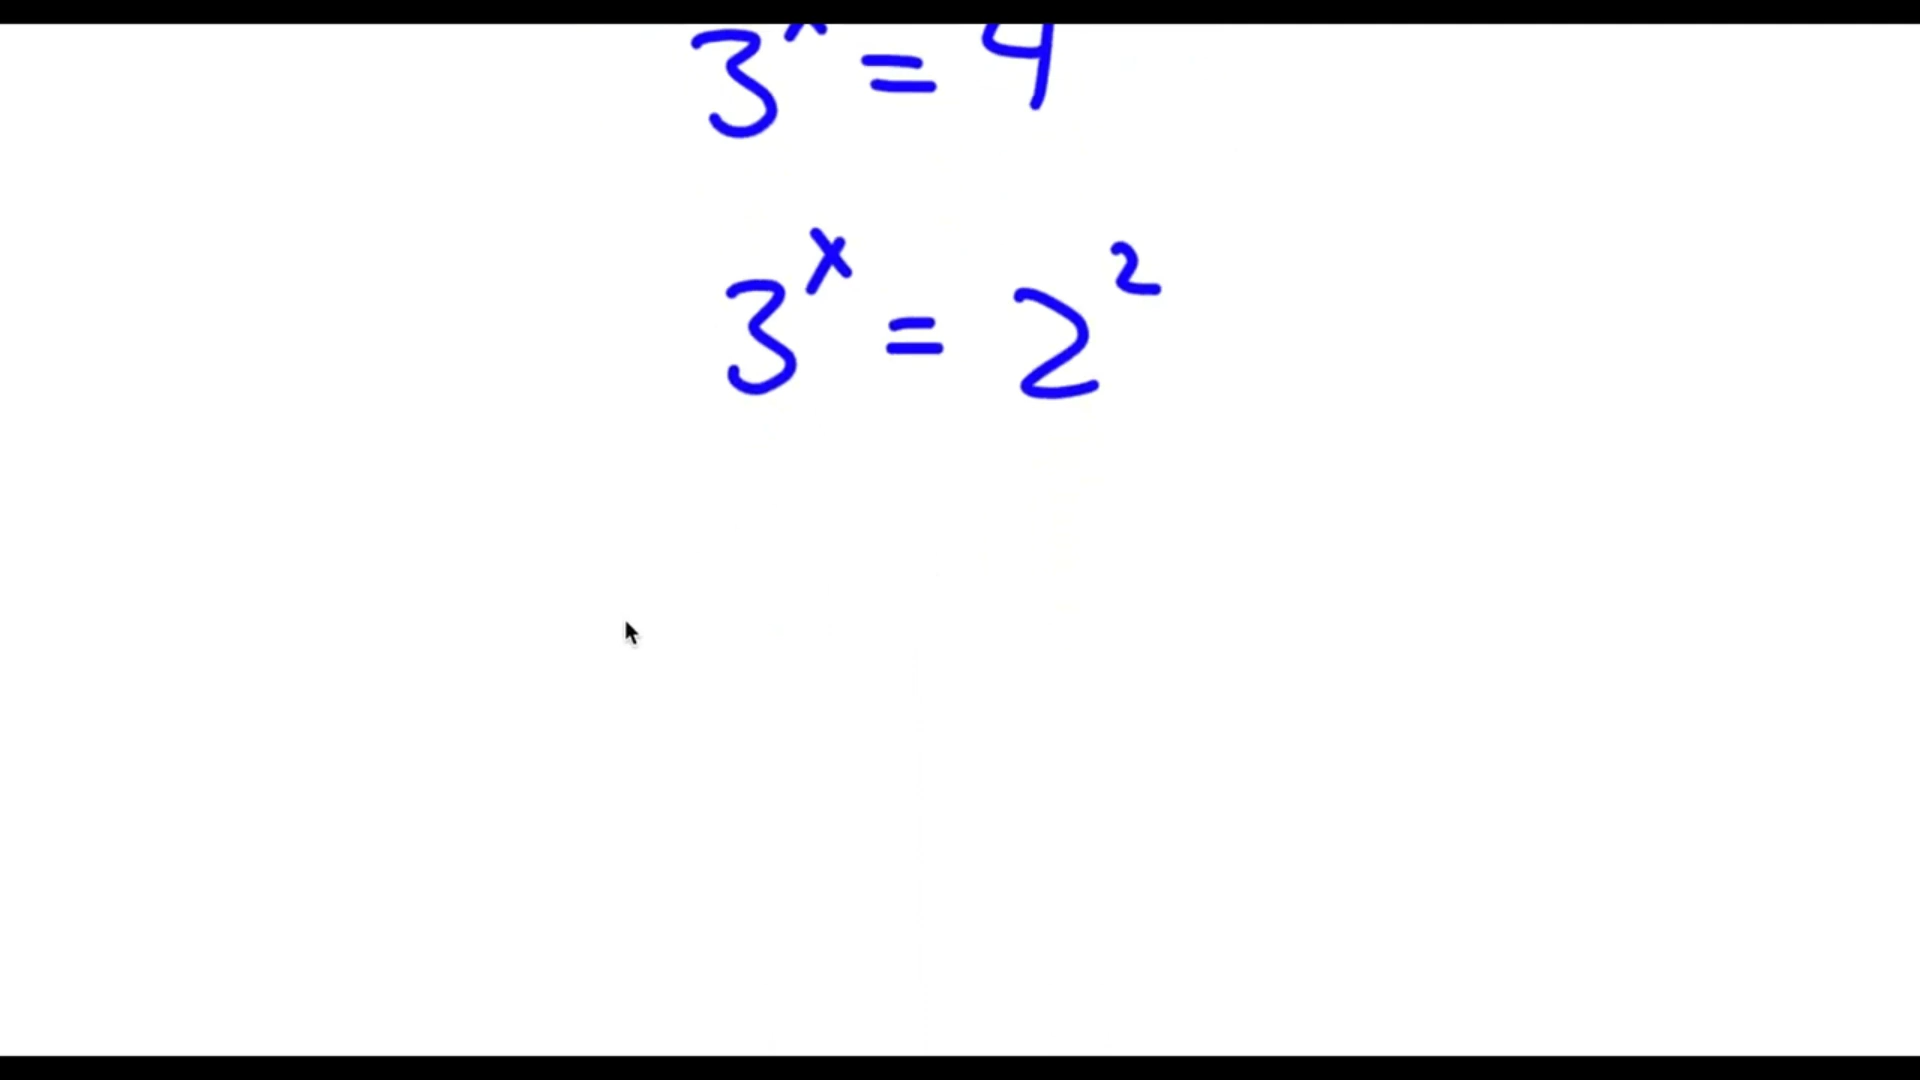 3^x = 4
3^x = 2^2